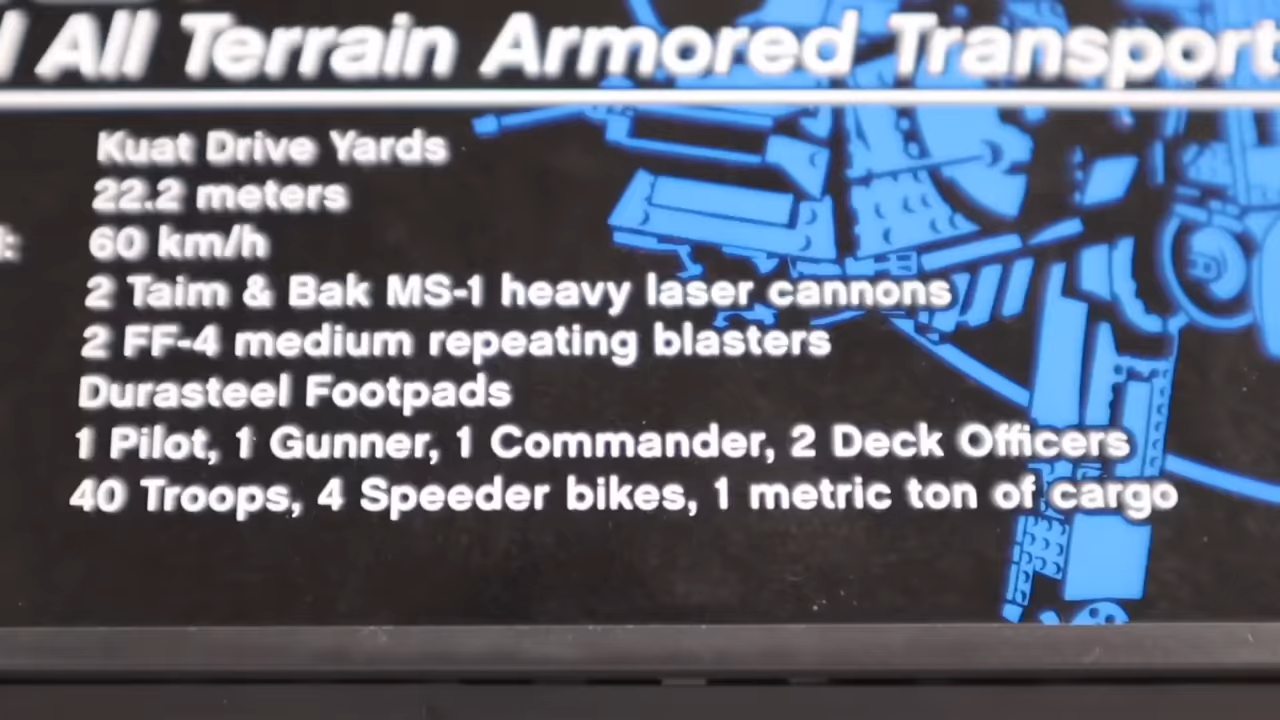 All Terrain Armored Transport
Kuat Drive Yards
22.2 meters
60 km/h
2 Taim & Bak MS-1 heavy laser cannons
2 FF-4 medium repeating blasters
Durasteel Footpads
1 Pilot, 1 Gunner, 1 Commander, 2 Deck Officers
40 Troops, 4 Speeder bikes, 1 metric ton of cargo